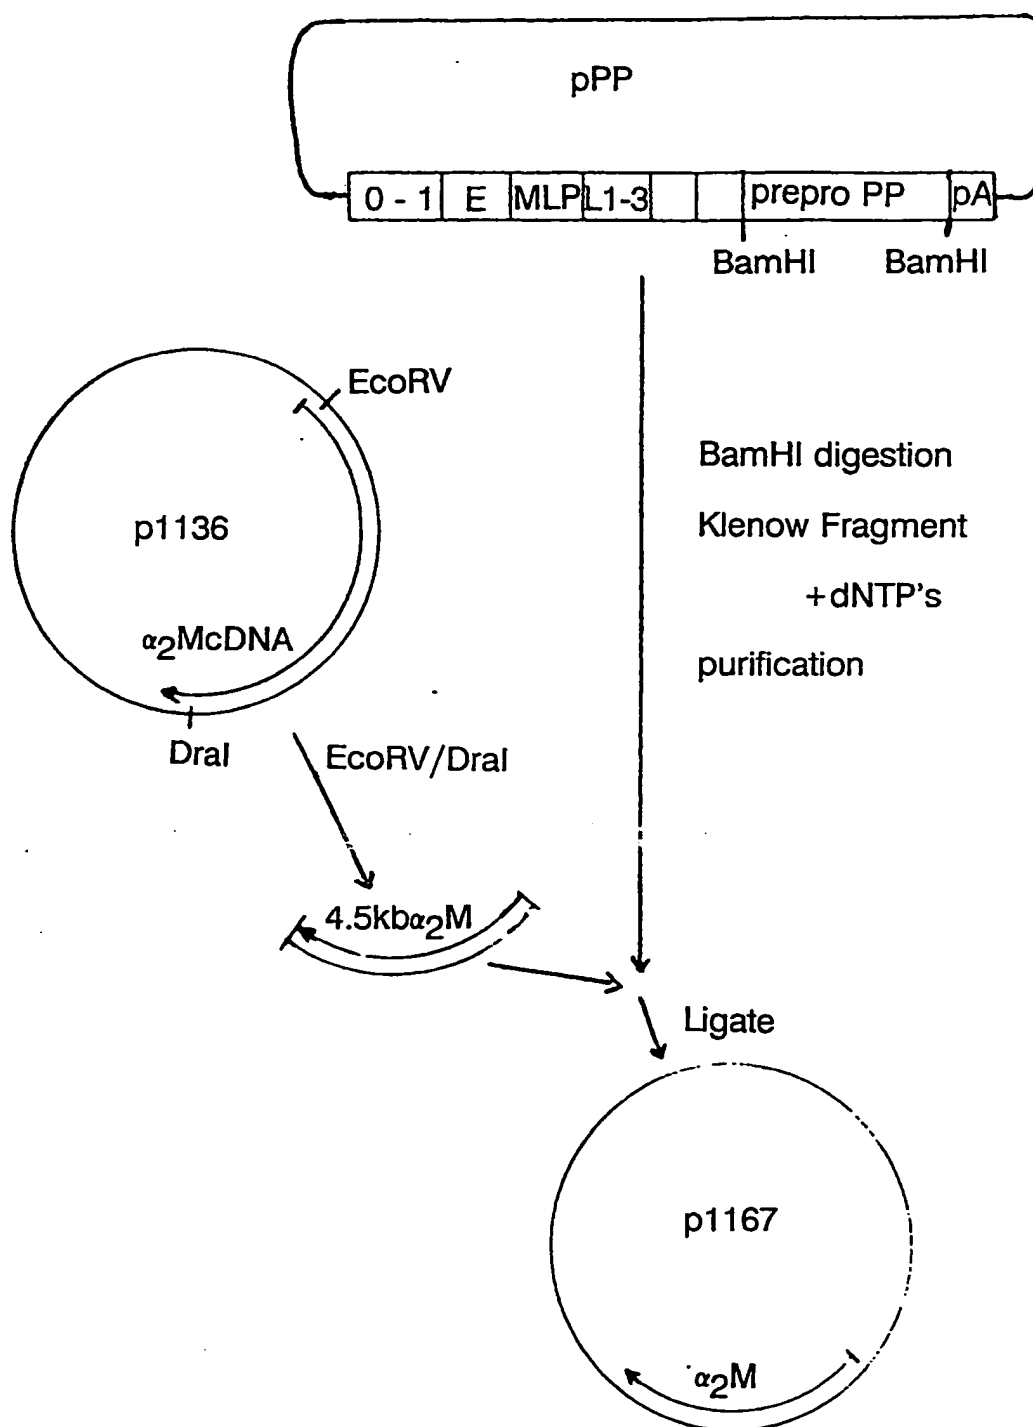 pPP
0 - 1 E MLP L1-3 prepro PP pA
BamHI BamHI
EcoRV
p1136
α2McDNA
DraI
BamHI digestion
Klenow Fragment
+dNTP's
purification
EcoRV/DraI
4.5kbα2M
Ligate
p1167
α2M